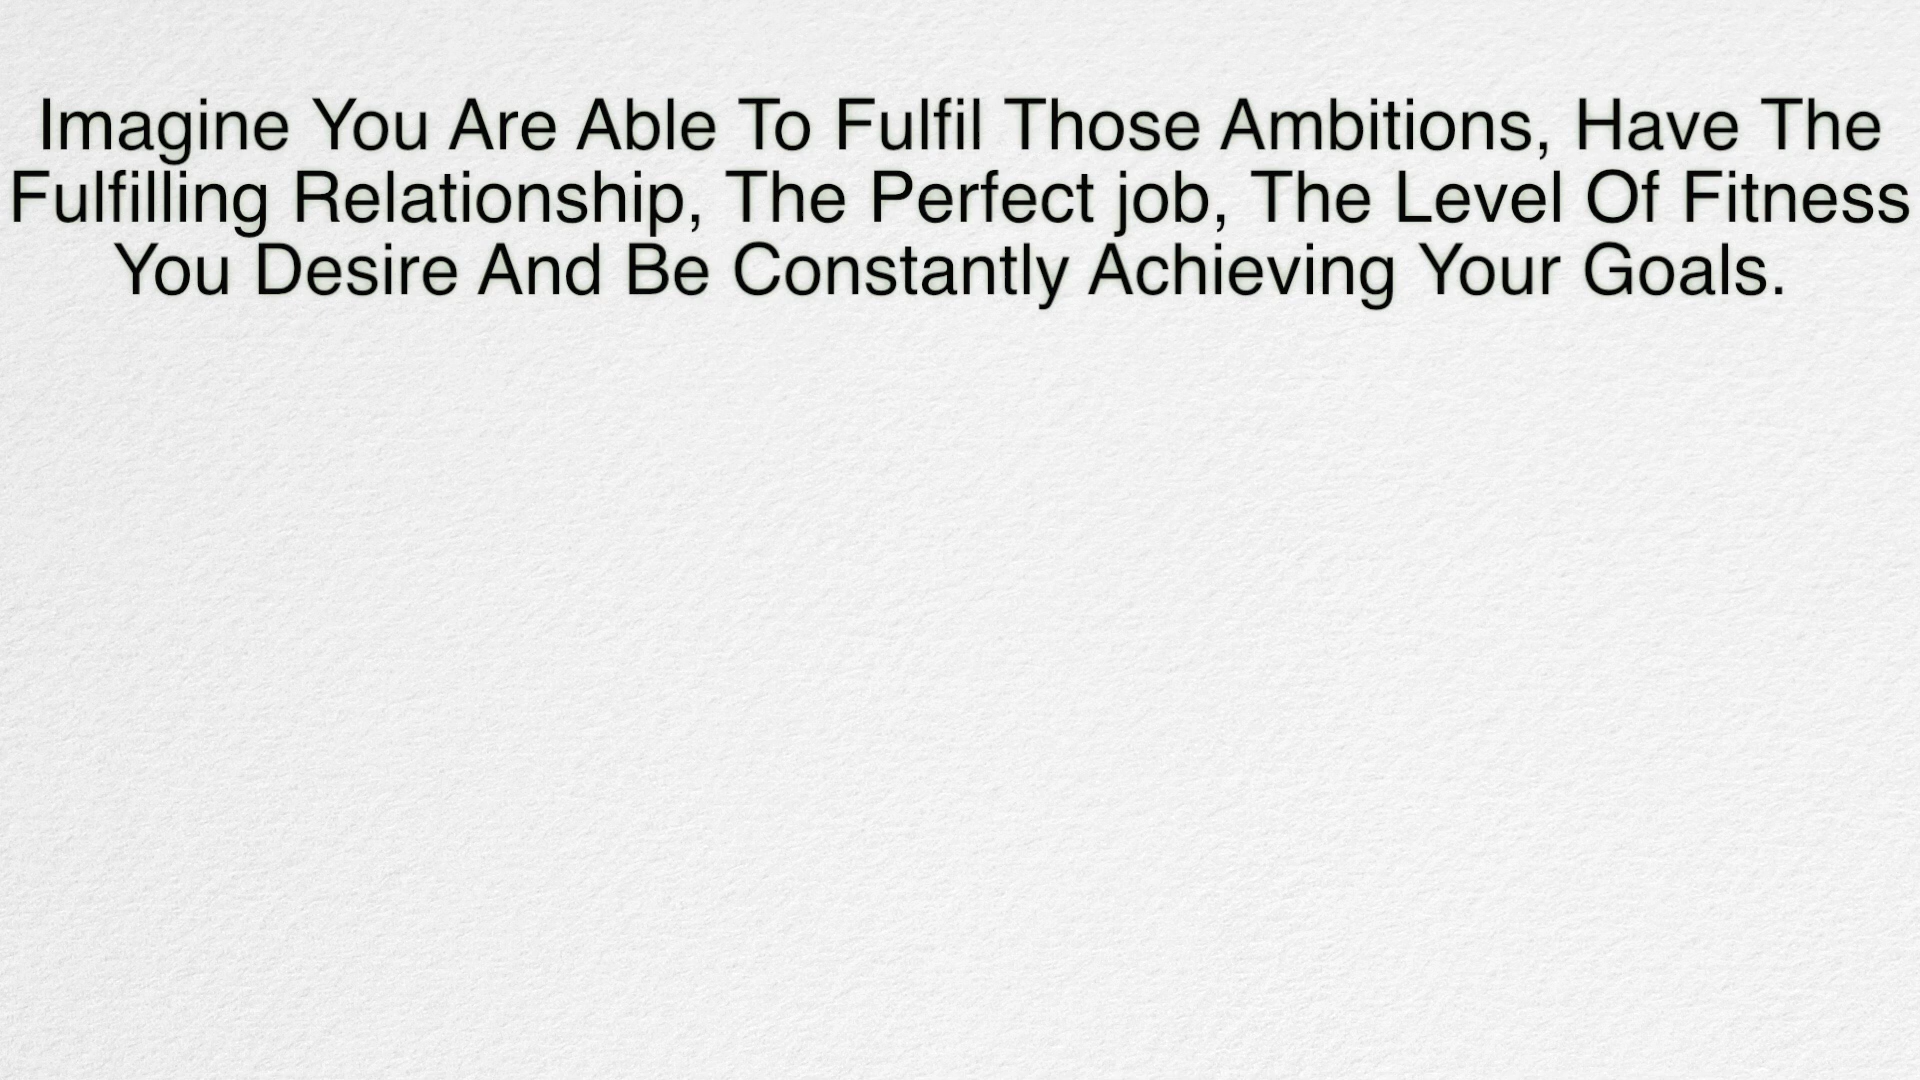 Imagine You Are Able To Fulfil Those Ambitions, Have The
Fulfilling Relationship, The Perfect job, The Level Of Fitness
You Desire And Be Constantly Achieving Your Goals.